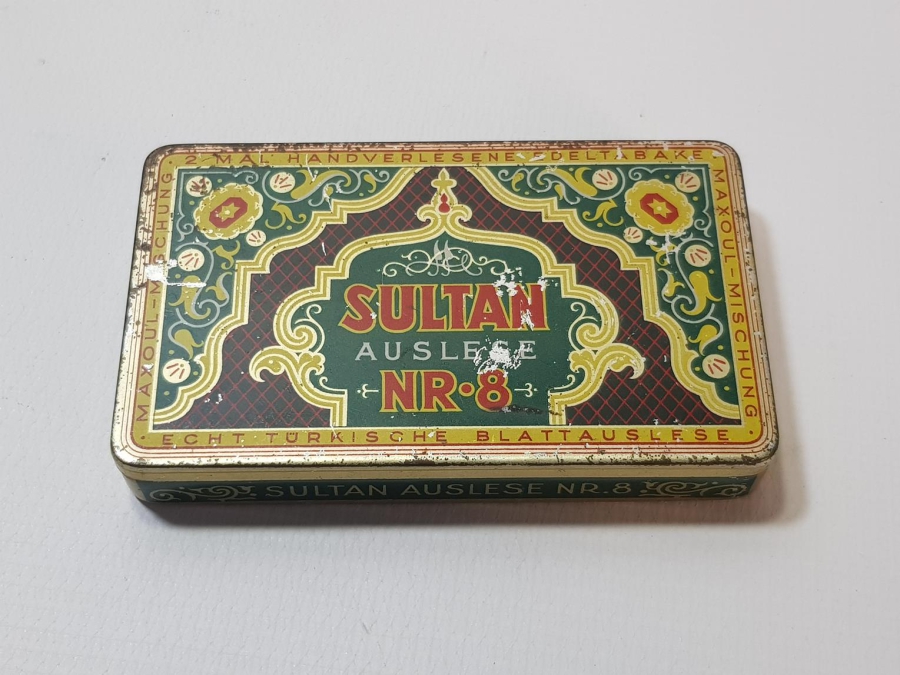 2 MAL HANDVERLESENE EDELTABAKE
MAXOUL-MISCHUNG
MAXOUL-MISCHUNG
SULTAN
AUSLESE
NR·8
· ECHT TÜRKISCHE BLATTAUSLESE ·
SULTAN AUSLESE NR.8